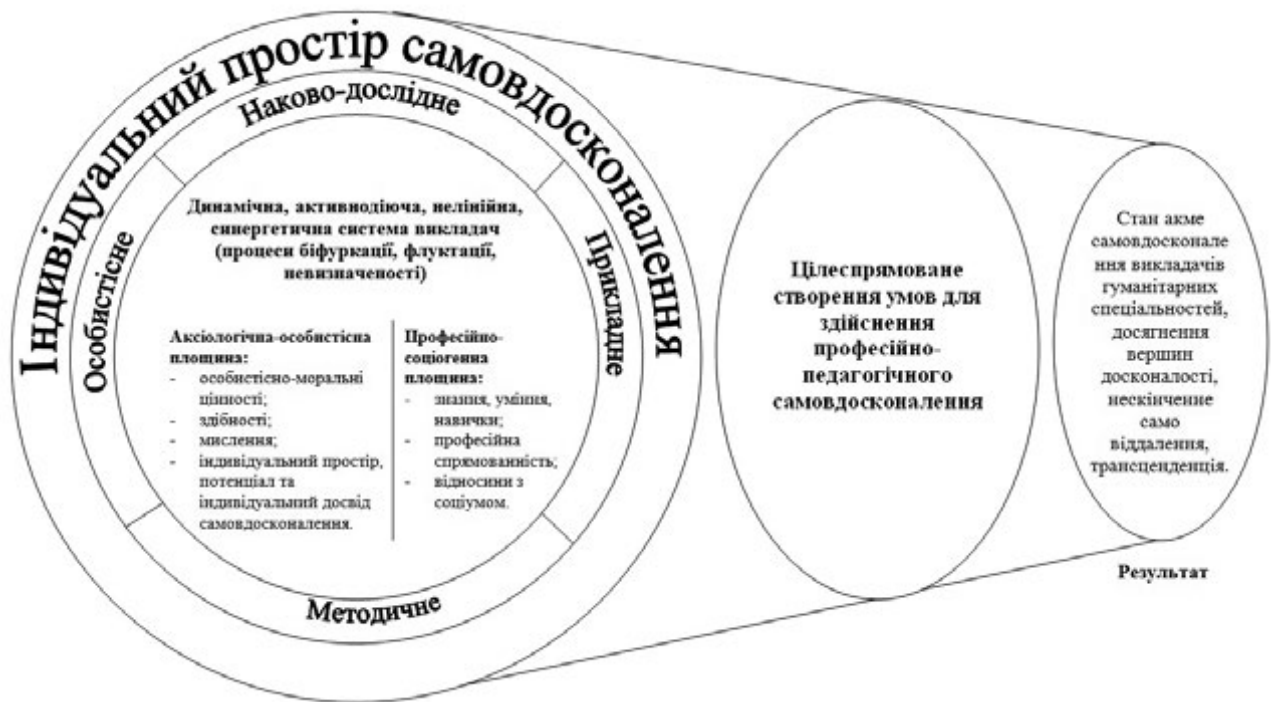 Індивідуальний простір самовдосконалення
Наково-дослідне
Особистісне
Прикладне
Методичне
Динамічна, активнодіюча, нелінійна,
синергетична система викладач
(процеси біфуркації, флуктації,
невизначеності)
Аксіологічна-особистісна
площина:
- особистісно-моральні
цінності;
- здібності;
- мислення;
- індивідуальний простір,
потенціал та
індивідуальний досвід
самовдосконалення.
Професійно-
соціогенна
площина:
- знання, уміння,
навички;
- професійна
спрямованність;
- відносини з
соціумом.
Цілеспрямоване
створення умов для
здійснення
професійно-
педагогічного
самовдосконалення
Стан акме
самовдосконале
ння викладачів
гуманітарних
спеціальностей,
досягнення
вершин
досконалості,
нескінченне само
віддалення,
трансценденція.
Результат